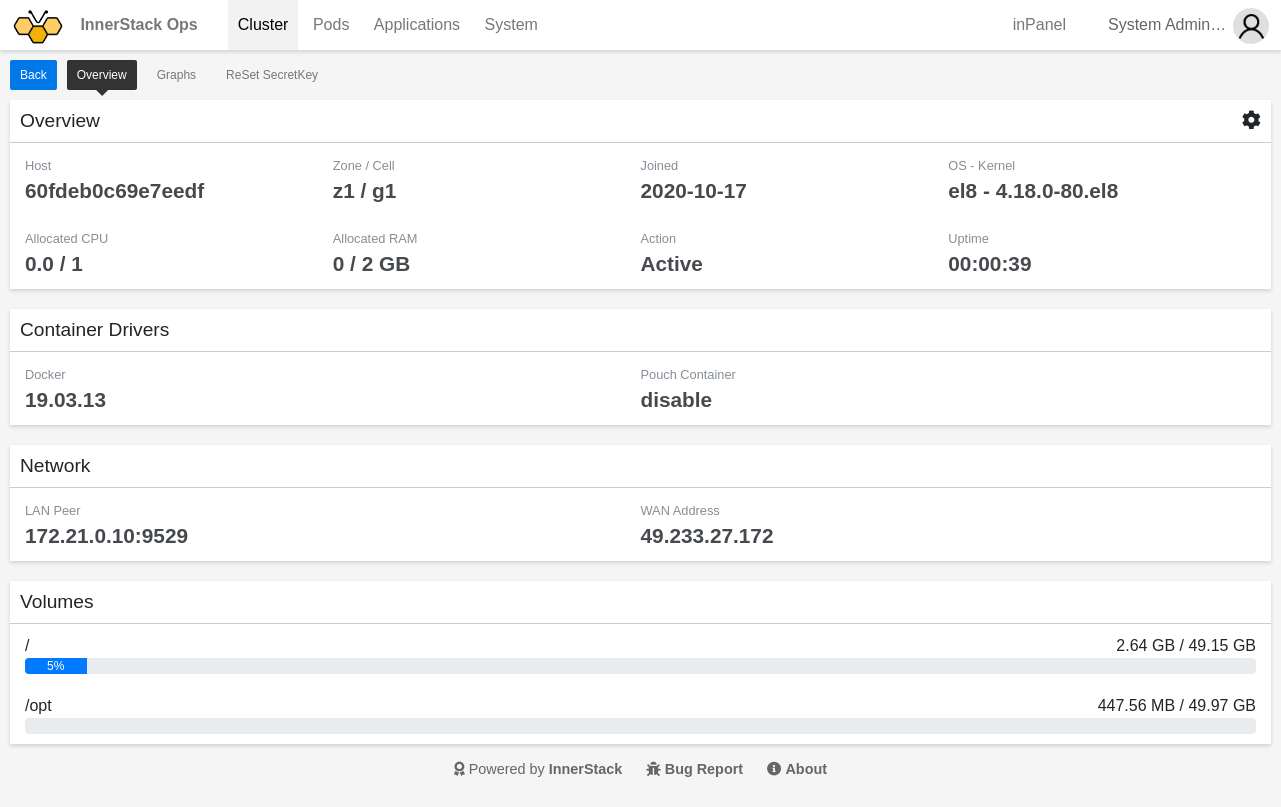 InnerStack Ops Cluster Pods Applications System inPanel System Admin…
Back Overview Graphs ReSet SecretKey
Overview
Host Zone / Cell Joined OS - Kernel
60fdeb0c69e7eedf z1 / g1 2020-10-17 el8 - 4.18.0-80.el8
Allocated CPU Allocated RAM Action Uptime
0.0 / 1 0 / 2 GB Active 00:00:39
Container Drivers
Docker Pouch Container
19.03.13 disable
Network
LAN Peer WAN Address
172.21.0.10:9529 49.233.27.172
Volumes
/ 2.64 GB / 49.15 GB
5%
/opt 447.56 MB / 49.97 GB
Powered by InnerStack Bug Report About